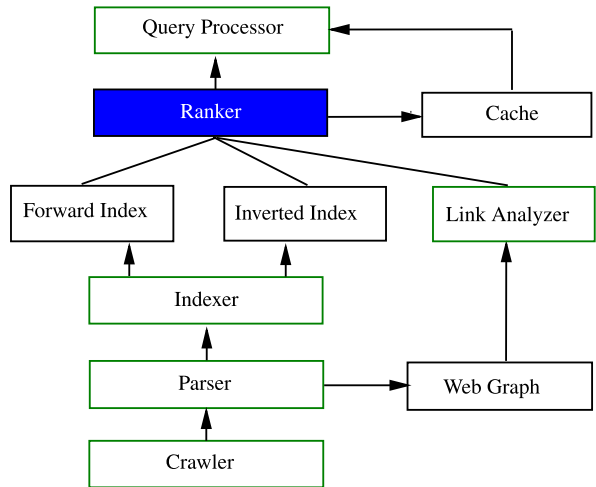 Query Processor
Ranker
Cache
Forward Index
Inverted Index
Link Analyzer
Indexer
Parser
Web Graph
Crawler